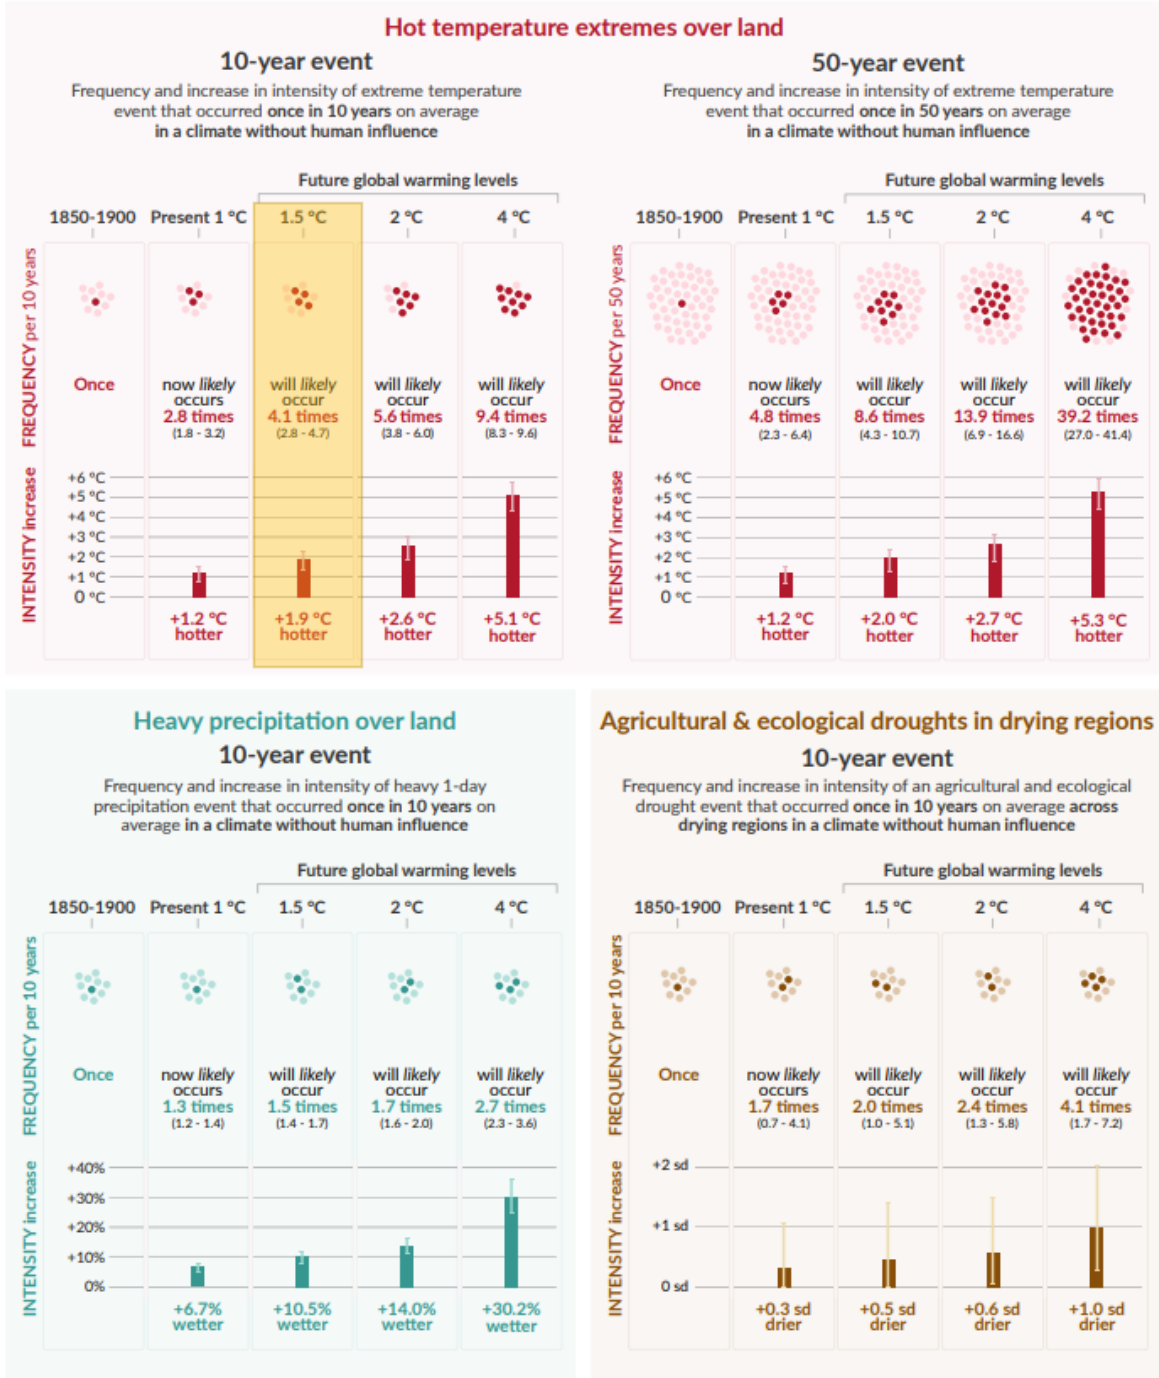 Hot temperature extremes over land
10-year event
Frequency and increase in intensity of extreme temperature
event that occurred once in 10 years on average
in a climate without human influence
Future global warming levels
1850-1900 Present 1 °C 1.5 °C 2 °C 4 °C
FREQUENCY per 10 years
Once
now likely occurs 2.8 times (1.8 - 3.2)
will likely occur 4.1 times (2.8 - 4.7)
will likely occur 5.6 times (3.8 - 6.0)
will likely occur 9.4 times (8.3 - 9.6)
INTENSITY increase
+6 °C
+5 °C
+4 °C
+3 °C
+2 °C
+1 °C
0 °C
+1.2 °C +1.9 °C +2.6 °C +5.1 °C
hotter hotter hotter hotter
50-year event
Frequency and increase in intensity of extreme temperature
event that occurred once in 50 years on average
in a climate without human influence
Future global warming levels
1850-1900 Present 1 °C 1.5 °C 2 °C 4 °C
FREQUENCY per 50 years
Once
now likely occurs 4.8 times (2.3 - 6.4)
will likely occur 8.6 times (4.3 - 10.7)
will likely occur 13.9 times (6.9 - 16.6)
will likely occur 39.2 times (27.0 - 41.4)
INTENSITY increase
+6 °C
+5 °C
+4 °C
+3 °C
+2 °C
+1 °C
0 °C
+1.2 °C +2.0 °C +2.7 °C +5.3 °C
hotter hotter hotter hotter
Heavy precipitation over land
10-year event
Frequency and increase in intensity of heavy 1-day
precipitation event that occurred once in 10 years on
average in a climate without human influence
Future global warming levels
1850-1900 Present 1 °C 1.5 °C 2 °C 4 °C
FREQUENCY per 10 years
Once
now likely occurs 1.3 times (1.2 - 1.4)
will likely occur 1.5 times (1.4 - 1.7)
will likely occur 1.7 times (1.6 - 2.0)
will likely occur 2.7 times (2.3 - 3.6)
INTENSITY increase
+40%
+30%
+20%
+10%
0%
+6.7% +10.5% +14.0% +30.2%
wetter wetter wetter wetter
Agricultural & ecological droughts in drying regions
10-year event
Frequency and increase in intensity of an agricultural and ecological
drought event that occurred once in 10 years on average across
drying regions in a climate without human influence
Future global warming levels
1850-1900 Present 1 °C 1.5 °C 2 °C 4 °C
FREQUENCY per 10 years
Once
now likely occurs 1.7 times (0.7 - 4.1)
will likely occur 2.0 times (1.0 - 5.1)
will likely occur 2.4 times (1.3 - 5.8)
will likely occur 4.1 times (1.7 - 7.2)
INTENSITY increase
+2 sd
+1 sd
0 sd
+0.3 sd +0.5 sd +0.6 sd +1.0 sd
drier drier drier drier